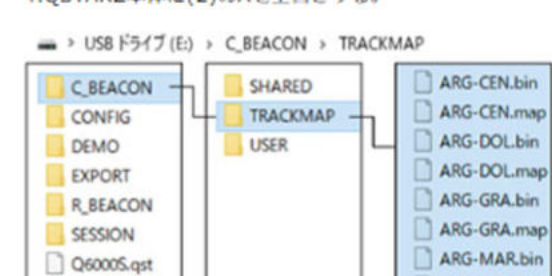 USB ドライブ (E:) > C_BEACON > TRACKMAP
C_BEACON
CONFIG
DEMO
EXPORT
R_BEACON
SESSION
Q6000S.qst
SHARED
TRACKMAP
USER
ARG-CEN.bin
ARG-CEN.map
ARG-DOL.bin
ARG-DOL.map
ARG-GRA.bin
ARG-GRA.map
ARG-MAR.bin